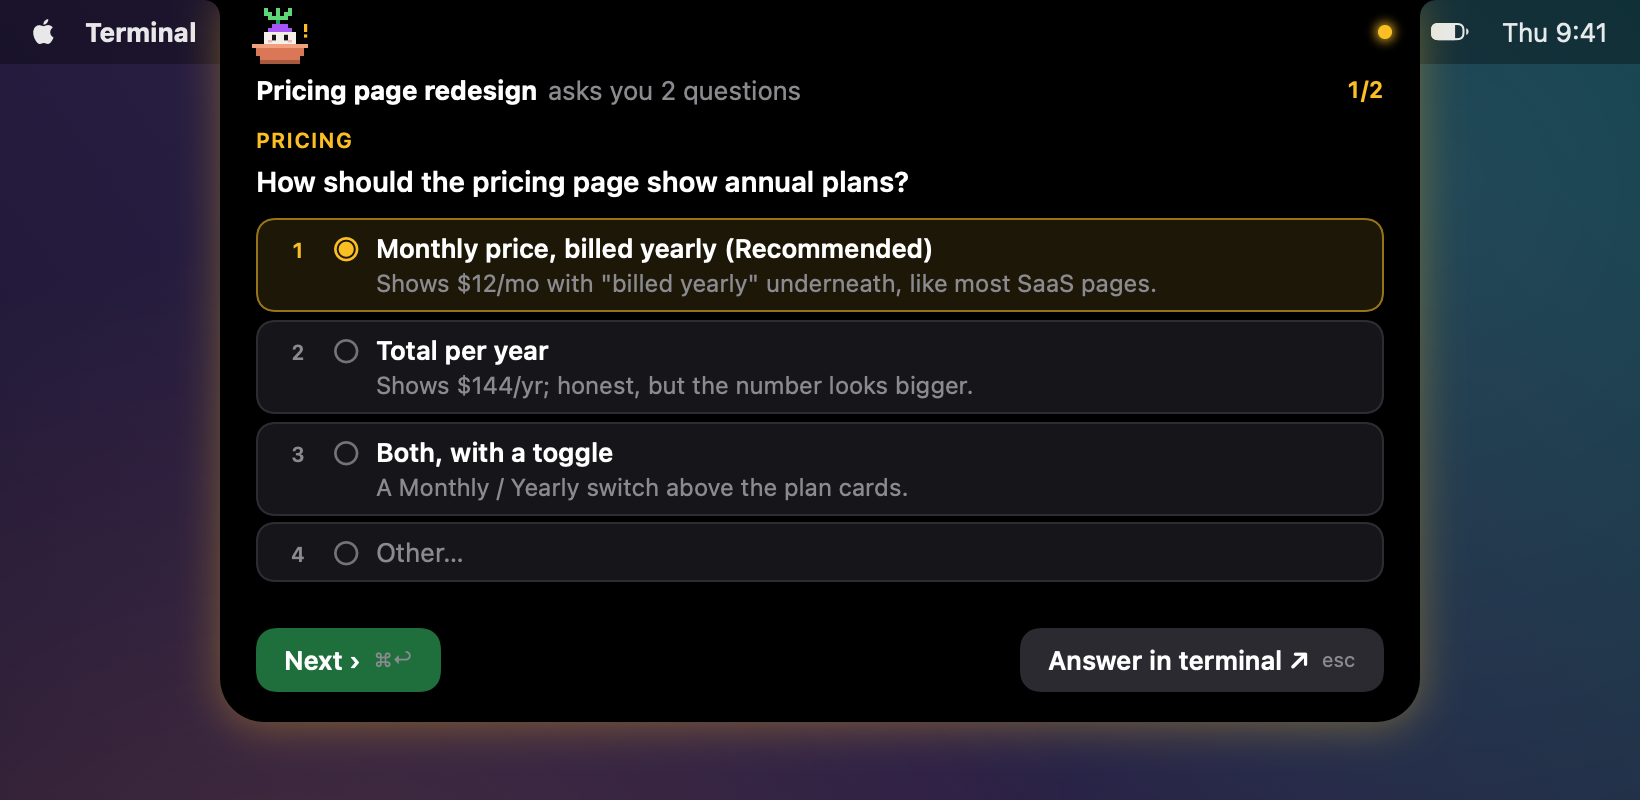 Terminal
!
Thu 9:41
Pricing page redesign asks you 2 questions
1/2
PRICING
How should the pricing page show annual plans?
1 Monthly price, billed yearly (Recommended)
Shows $12/mo with "billed yearly" underneath, like most SaaS pages.
2 Total per year
Shows $144/yr; honest, but the number looks bigger.
3 Both, with a toggle
A Monthly / Yearly switch above the plan cards.
4 Other...
Next › ⌘↩
Answer in terminal ↗ esc